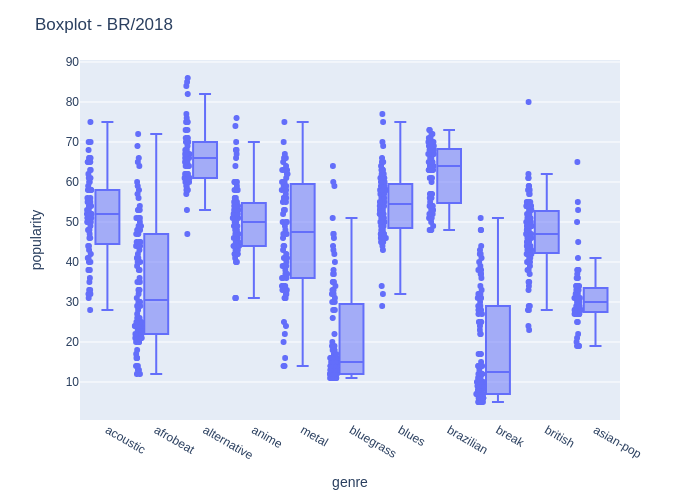 Boxplot - BR/2018
90
80
70
60
50
40
30
20
10
popularity
acoustic
afrobeat
alternative
anime
metal
bluegrass
blues
brazilian
break
british
asian-pop
genre